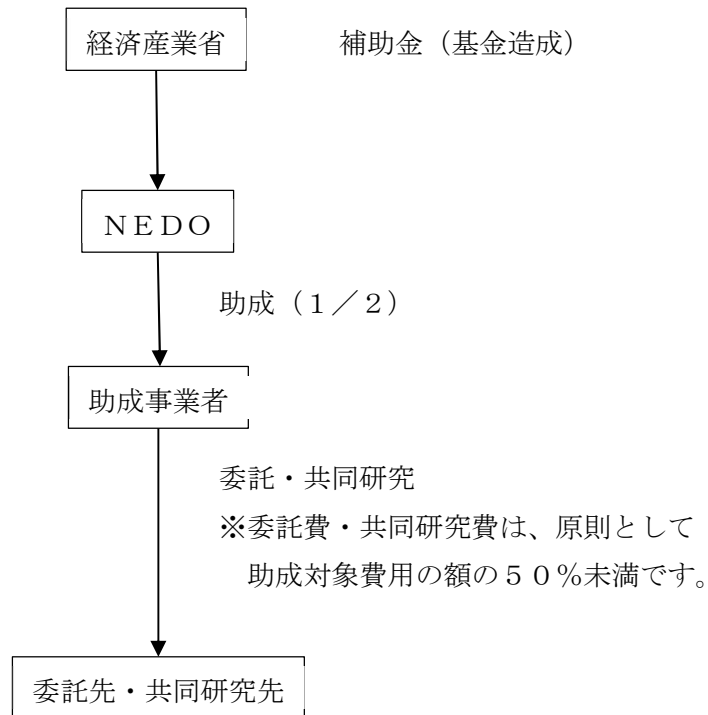 経済産業省
補助金（基金造成）
ＮＥＤＯ
助成（１／２）
助成事業者
委託・共同研究
※委託費・共同研究費は、原則として
助成対象費用の額の５０％未満です。
委託先・共同研究先